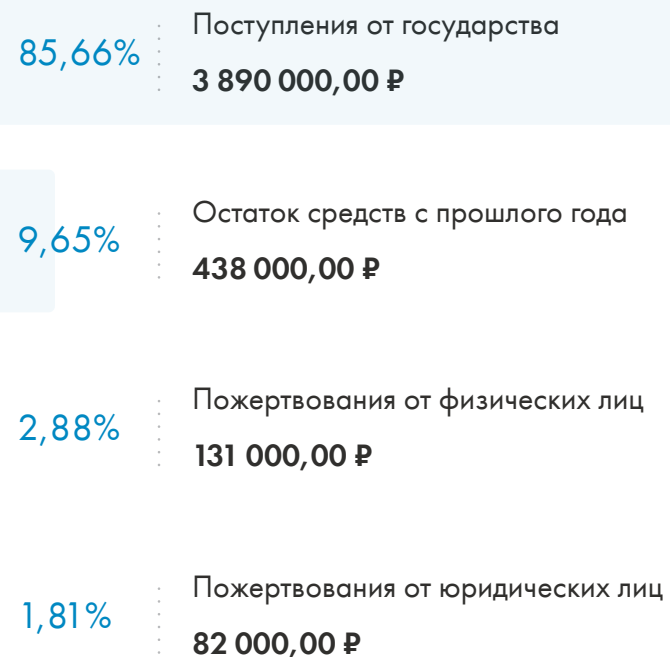 85,66%
Поступления от государства
3 890 000,00 ₽
9,65%
Остаток средств с прошлого года
438 000,00 ₽
2,88%
Пожертвования от физических лиц
131 000,00 ₽
1,81%
Пожертвования от юридических лиц
82 000,00 ₽